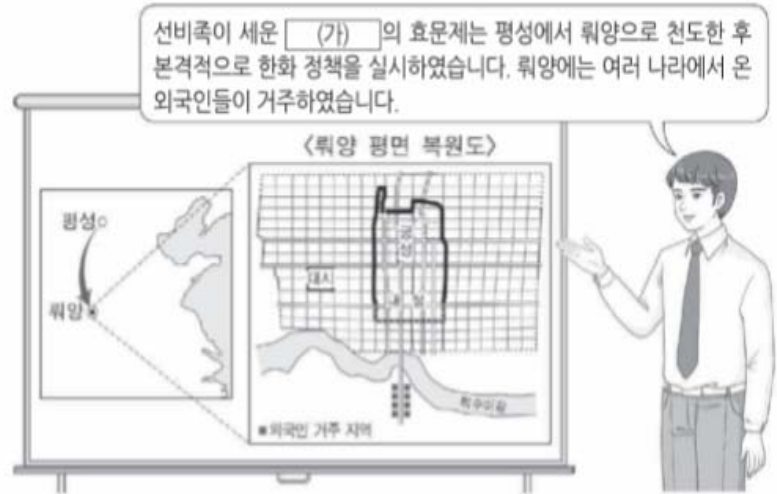 선비족이 세운 (가) 의 효문제는 평성에서 뤄양으로 천도한 후
본격적으로 한화 정책을 실시하였습니다. 뤄양에는 여러 나라에서 온
외국인들이 거주하였습니다.
<뤄양 평면 복원도>
평성
뤄양
궁성
대시
내 성
■외국인 거주 지역